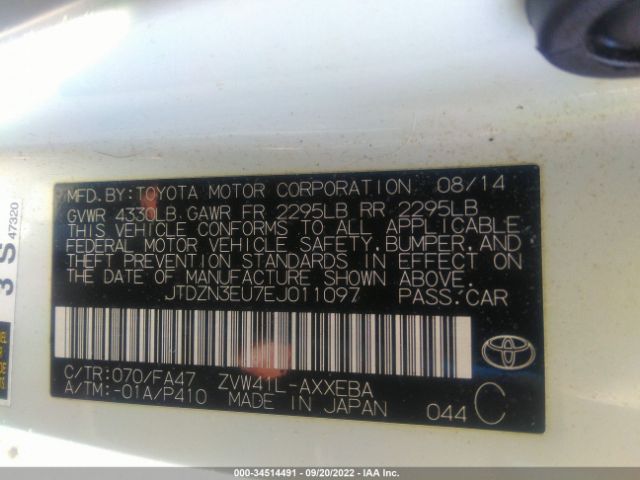 MFD. BY: TOYOTA MOTOR CORPORATION 08/14
GVWR 4330LB. GAWR FR 2295LB RR 2295LB
THIS VEHICLE CONFORMS TO ALL APPLICABLE
FEDERAL MOTOR VEHICLE SAFETY, BUMPER, AND
THEFT PREVENTION STANDARDS IN EFFECT ON
THE DATE OF MANUFACTURE SHOWN ABOVE.
JTDZN3EU7EJ011097 PASS. CAR
C/TR: 070/FA47 ZVW41L-AXXEBA
A/TM: -01A/P410 MADE IN JAPAN 044 C
3 S 47320
000-34514491 - 09/20/2022 - IAA Inc.